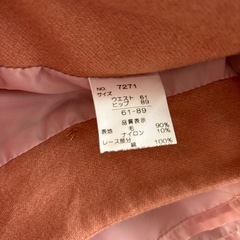 NO. 7271
サイズ
ウエスト 61
ヒップ 89
61-89
品質表示
毛 90%
表地 ナイロン 10%
レース部分 綿 100%